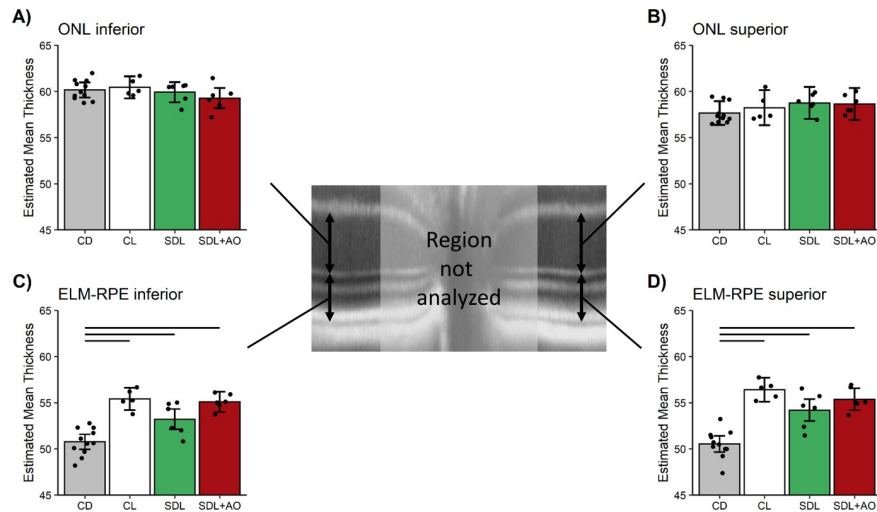 A)
ONL inferior
Estimated Mean Thickness
65
60
55
50
45
CD CL SDL SDL+AO
B)
ONL superior
Estimated Mean Thickness
65
60
55
50
45
CD CL SDL SDL+AO
Region
not
analyzed
C)
ELM-RPE inferior
Estimated Mean Thickness
65
60
55
50
45
CD CL SDL SDL+AO
D)
ELM-RPE superior
Estimated Mean Thickness
65
60
55
50
45
CD CL SDL SDL+AO